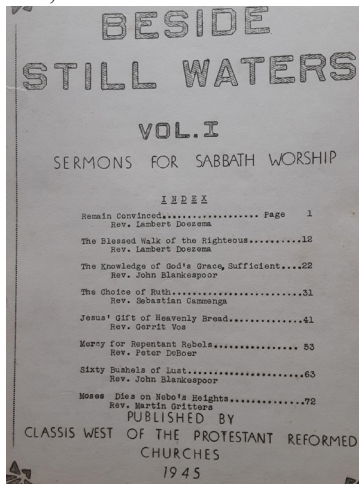 BESIDE
STILL WATERS
VOL.I
SERMONS FOR SABBATH WORSHIP
INDEX
Remain Convinced................... Page 1
Rev. Lambert Doezema
The Blessed Walk of the Righteous..........12
Rev. Lambert Doezema
The Knowledge of God's Grace, Sufficient....22
Rev. John Blankespoor
The Choice of Ruth........................31
Rev. Sebastian Cammenga
Jesus' Gift of Heavenly Bread..............41
Rev. Gerrit Vos
Mercy for Repentant Rebels................ 53
Rev. Peter DeBoer
Sixty Bushels of Lust......................63
Rev. John Blankespoor
Moses Dies on Nebo's Heights..............72
Rev. Martin Gritters
PUBLISHED BY
CLASSIS WEST OF THE PROTESTANT REFORMED
CHURCHES
1945